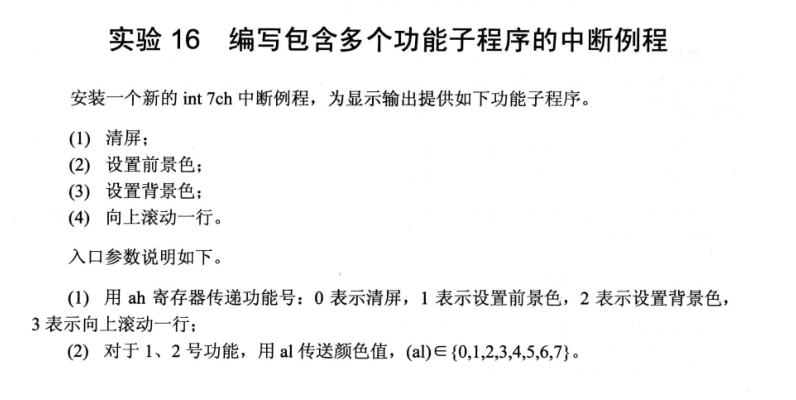 实验 16 编写包含多个功能子程序的中断例程
安装一个新的 int 7ch 中断例程，为显示输出提供如下功能子程序。
(1) 清屏；
(2) 设置前景色；
(3) 设置背景色；
(4) 向上滚动一行。
入口参数说明如下。
(1) 用 ah 寄存器传递功能号：0 表示清屏，1 表示设置前景色，2 表示设置背景色，
3 表示向上滚动一行；
(2) 对于 1、2 号功能，用 al 传送颜色值，(al)∈{0,1,2,3,4,5,6,7}。